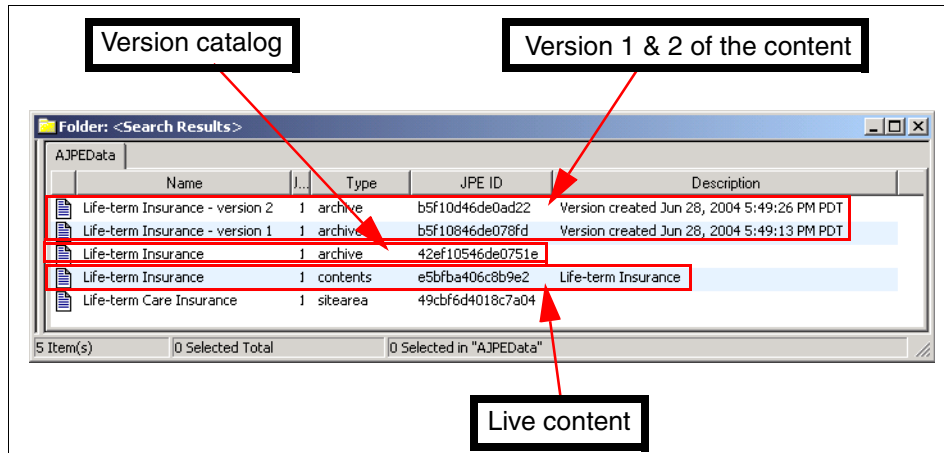 Version catalog
Version 1 & 2 of the content
Folder: <Search Results>
AJPEData
Name J... Type JPE ID Description
Life-term Insurance - version 2 1 archive b5f10d46de0ad22 Version created Jun 28, 2004 5:49:26 PM PDT
Life-term Insurance - version 1 1 archive b5f10846de078fd Version created Jun 28, 2004 5:49:13 PM PDT
Life-term Insurance 1 archive 42ef10546de0751e
Life-term Insurance 1 contents e5bfba406c8b9e2 Life-term Insurance
Life-term Care Insurance 1 sitearea 49cbf6d4018c7a04
5 Item(s) 0 Selected Total 0 Selected in "AJPEData"
Live content